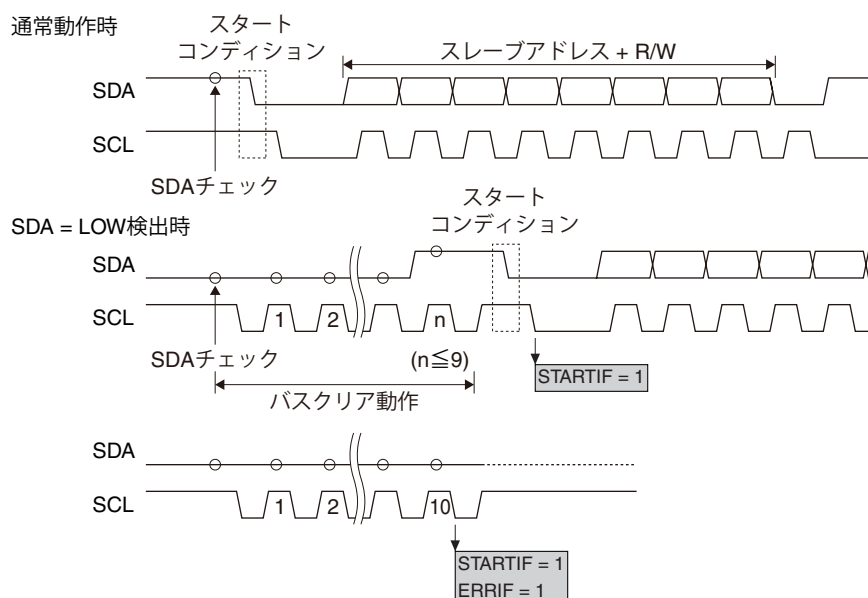 通常動作時
スタート
コンディション
スレーブアドレス + R/W
SDA
SCL
SDAチェック
スタート
コンディション
SDA = LOW検出時
SDA
SCL
1
2
n
SDAチェック
(n≦9)
STARTIF = 1
バスクリア動作
SDA
SCL
1
2
10
STARTIF = 1
ERRIF = 1